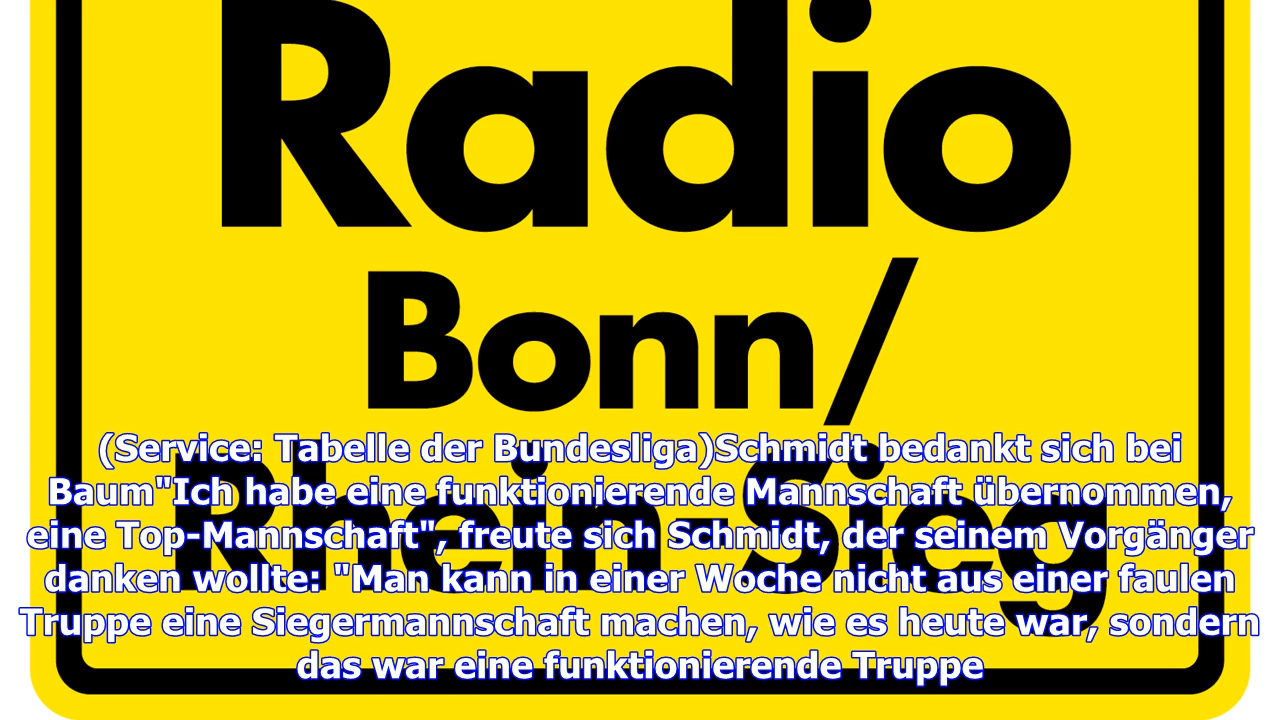 Radio
Bonn/
Rhein Sieg
(Service: Tabelle der Bundesliga)Schmidt bedankt sich bei
Baum"Ich habe eine funktionierende Mannschaft übernommen,
eine Top-Mannschaft", freute sich Schmidt, der seinem Vorgänger
danken wollte: "Man kann in einer Woche nicht aus einer faulen
Truppe eine Siegermannschaft machen, wie es heute war, sondern
das war eine funktionierende Truppe